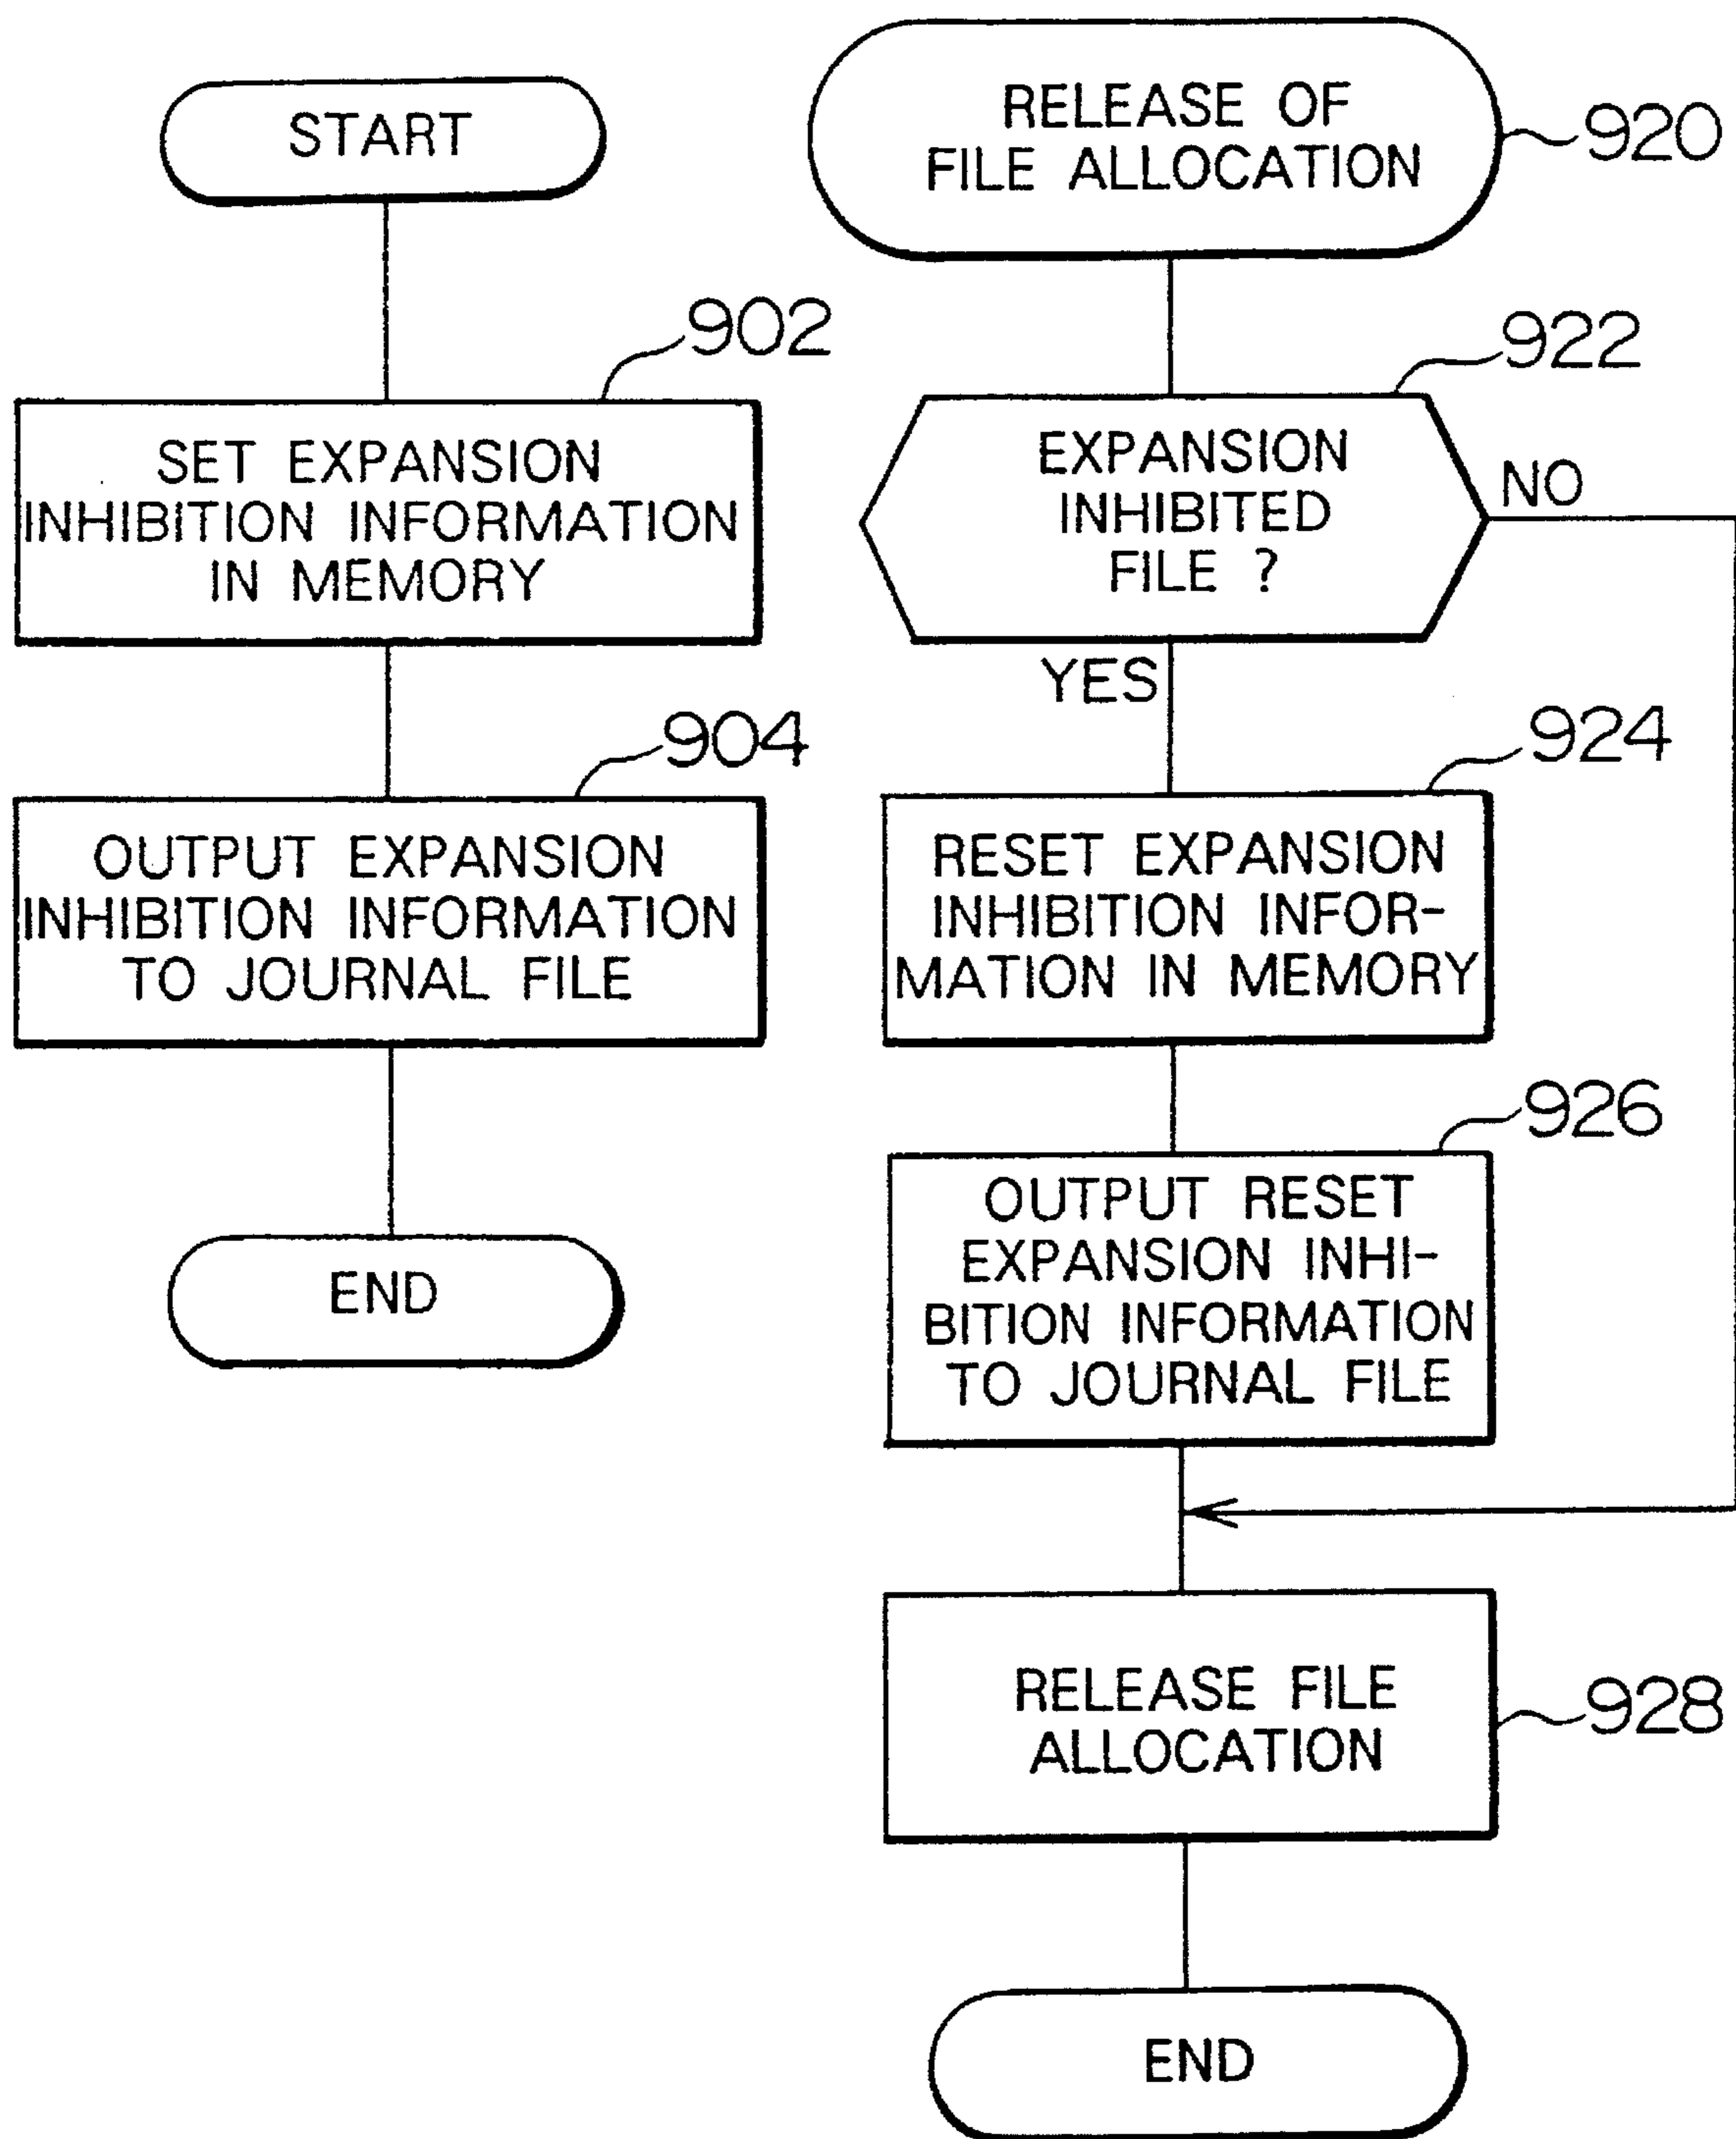 START
902
SET EXPANSION
INHIBITION INFORMATION
IN MEMORY
904
OUTPUT EXPANSION
INHIBITION INFORMATION
TO JOURNAL FILE
END
RELEASE OF
FILE ALLOCATION
920
922
EXPANSION
INHIBITED
FILE ?
NO
YES
924
RESET EXPANSION
INHIBITION INFOR-
MATION IN MEMORY
926
OUTPUT RESET
EXPANSION INHI-
BITION INFORMATION
TO JOURNAL FILE
RELEASE FILE
ALLOCATION
928
END